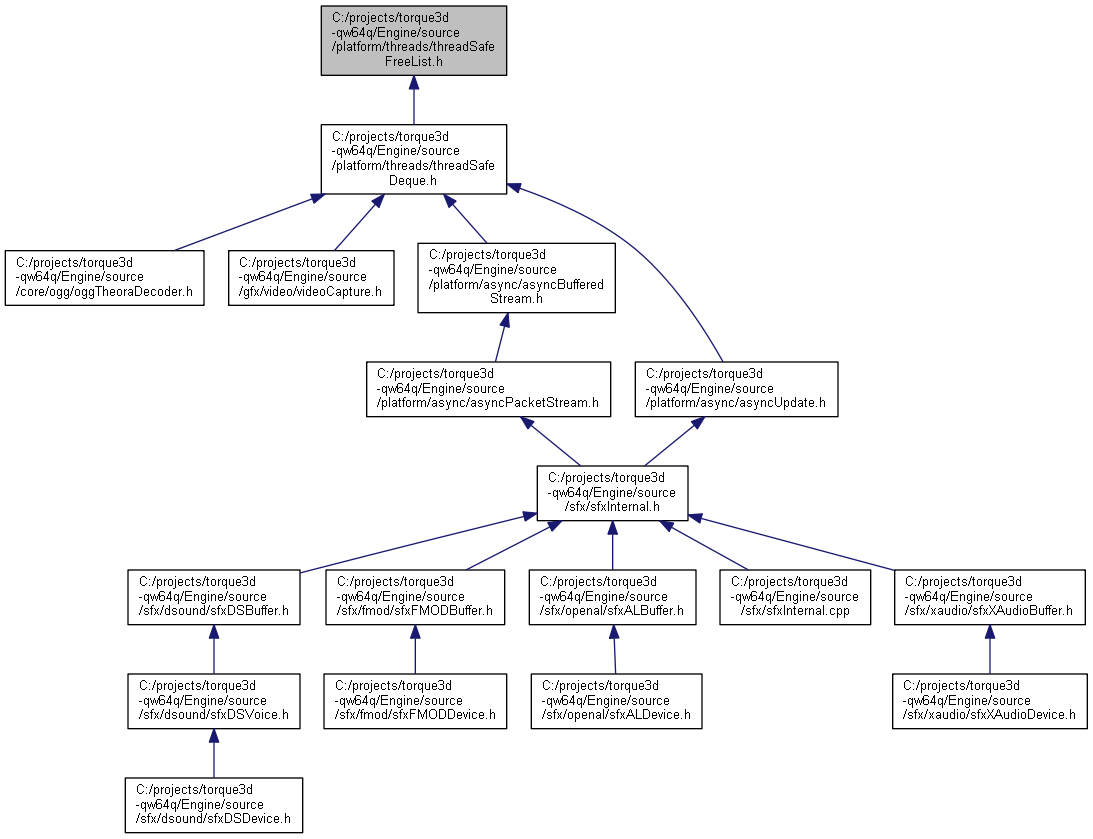 C:/projects/torque3d
-qw64q/Engine/source
/platform/threads/threadSafe
FreeList.h
C:/projects/torque3d
-qw64q/Engine/source
/platform/threads/threadSafe
Deque.h
C:/projects/torque3d
-qw64q/Engine/source
/core/ogg/oggTheoraDecoder.h
C:/projects/torque3d
-qw64q/Engine/source
/gfx/video/videoCapture.h
C:/projects/torque3d
-qw64q/Engine/source
/platform/async/asyncBuffered
Stream.h
C:/projects/torque3d
-qw64q/Engine/source
/platform/async/asyncPacketStream.h
C:/projects/torque3d
-qw64q/Engine/source
/platform/async/asyncUpdate.h
C:/projects/torque3d
-qw64q/Engine/source
/sfx/sfxInternal.h
C:/projects/torque3d
-qw64q/Engine/source
/sfx/dsound/sfxDSBuffer.h
C:/projects/torque3d
-qw64q/Engine/source
/sfx/fmod/sfxFMODBuffer.h
C:/projects/torque3d
-qw64q/Engine/source
/sfx/openal/sfxALBuffer.h
C:/projects/torque3d
-qw64q/Engine/source
/sfx/sfxInternal.cpp
C:/projects/torque3d
-qw64q/Engine/source
/sfx/xaudio/sfxXAudioBuffer.h
C:/projects/torque3d
-qw64q/Engine/source
/sfx/dsound/sfxDSVoice.h
C:/projects/torque3d
-qw64q/Engine/source
/sfx/fmod/sfxFMODDevice.h
C:/projects/torque3d
-qw64q/Engine/source
/sfx/openal/sfxALDevice.h
C:/projects/torque3d
-qw64q/Engine/source
/sfx/xaudio/sfxXAudioDevice.h
C:/projects/torque3d
-qw64q/Engine/source
/sfx/dsound/sfxDSDevice.h